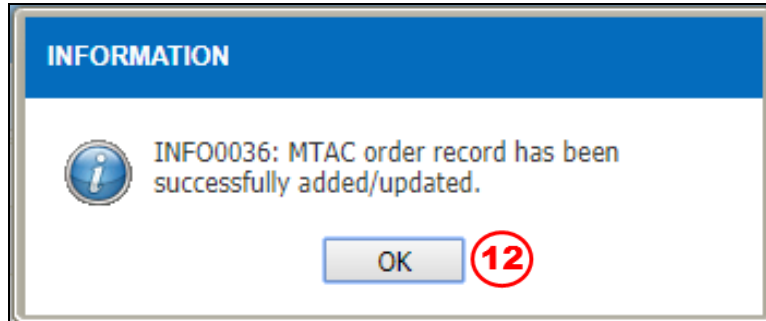 INFORMATION
INFO0036: MTAC order record has been
successfully added/updated.
OK
12